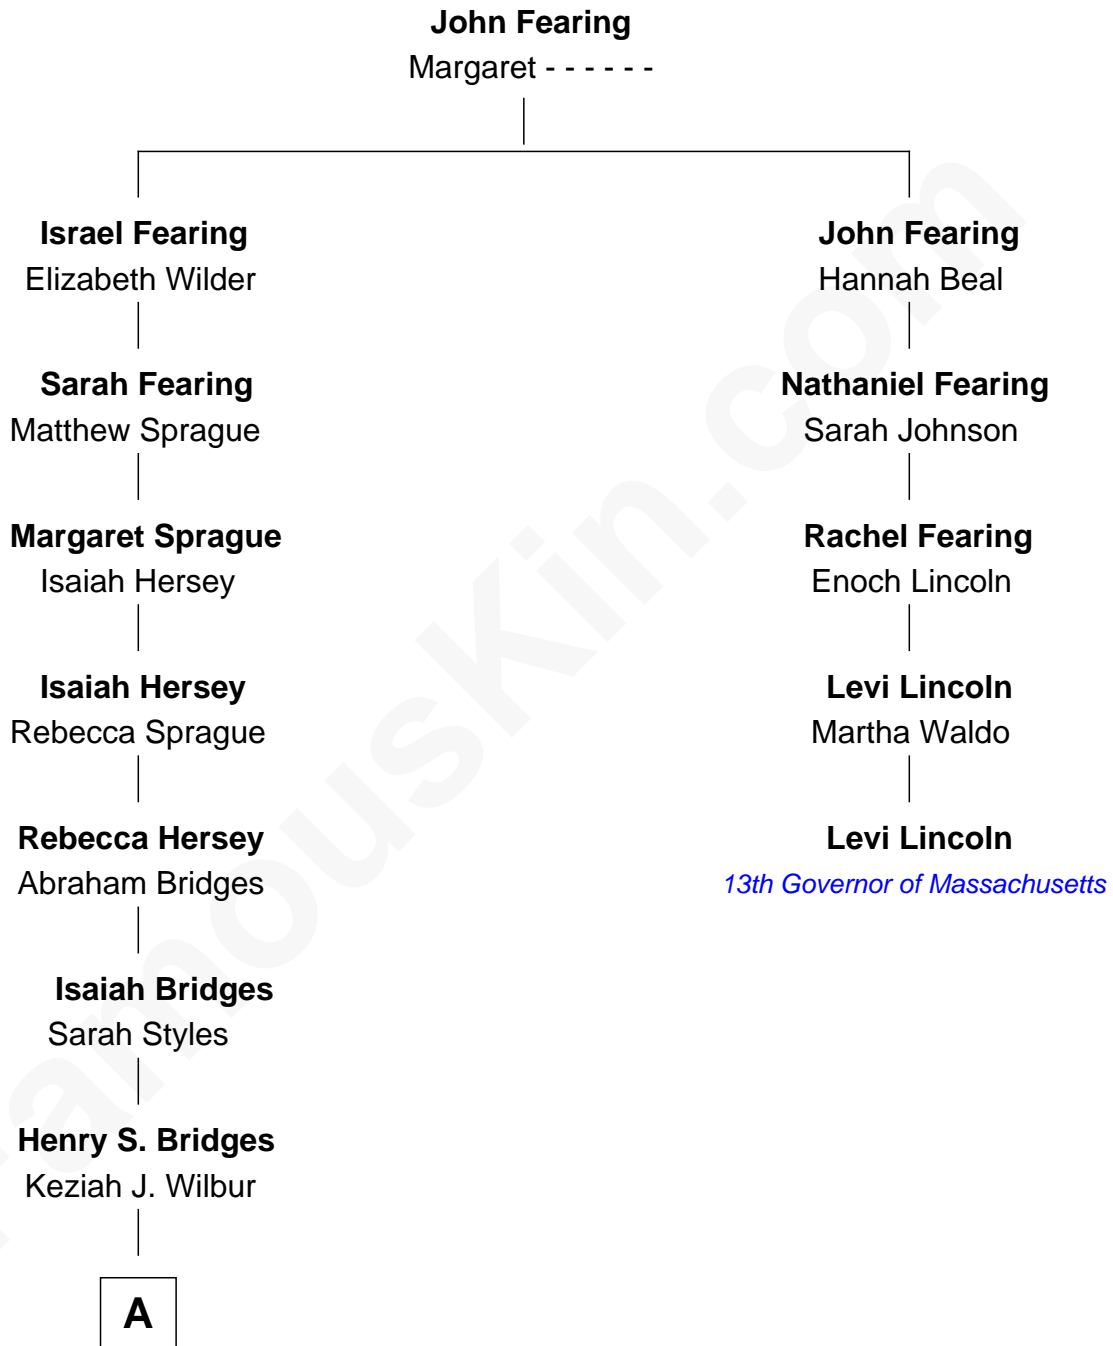 John Fearing
Margaret - - - - - -
Israel Fearing
Elizabeth Wilder
John Fearing
Hannah Beal
Sarah Fearing
Matthew Sprague
Nathaniel Fearing
Sarah Johnson
Margaret Sprague
Isaiah Hersey
Rachel Fearing
Enoch Lincoln
Isaiah Hersey
Rebecca Sprague
Levi Lincoln
Martha Waldo
Rebecca Hersey
Abraham Bridges
Levi Lincoln
13th Governor of Massachusetts
Isaiah Bridges
Sarah Styles
Henry S. Bridges
Keziah J. Wilbur
A
FamousKin.com